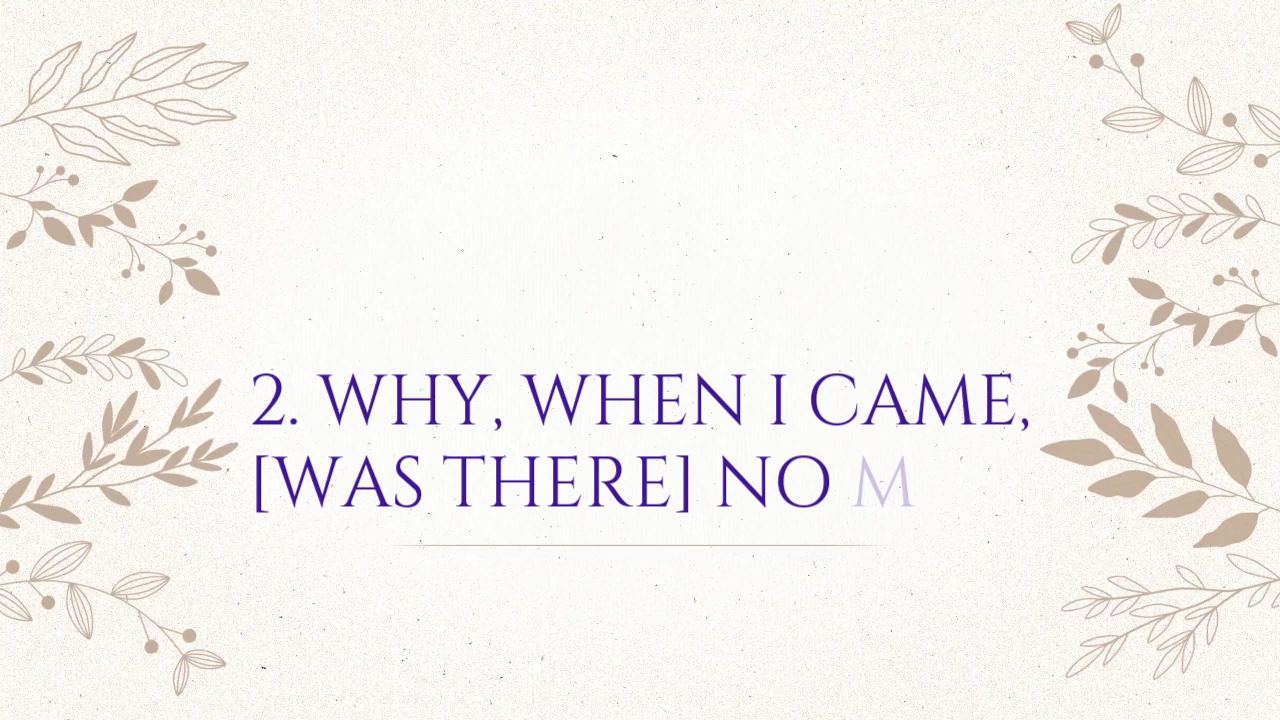 2. WHY, WHEN I CAME,
[WAS THERE] NO M